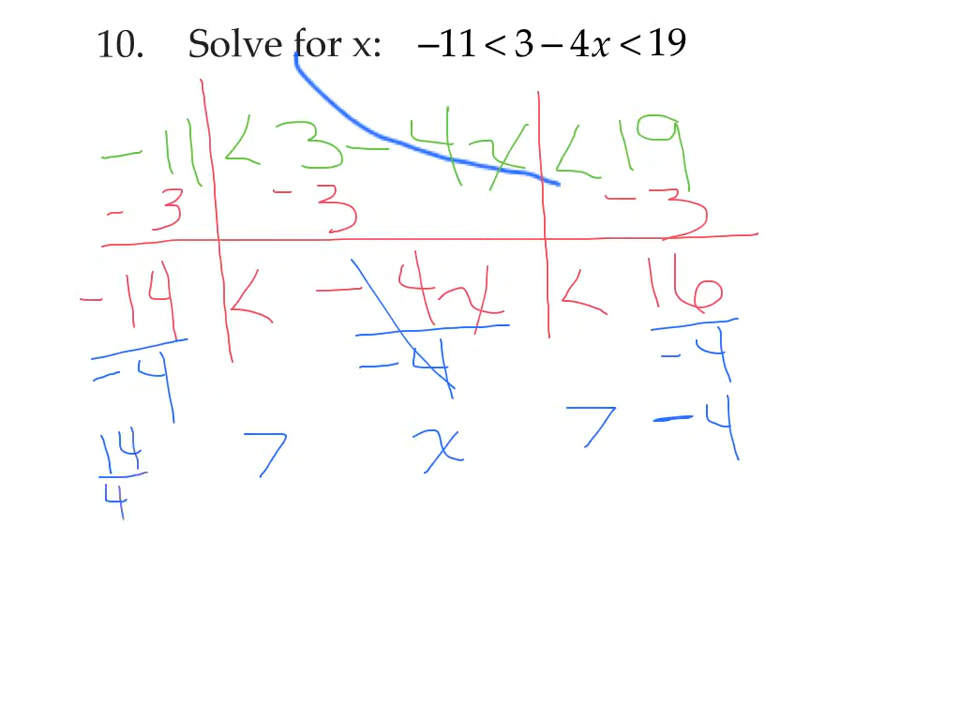 10. Solve for x: −11 < 3 − 4x < 19
−11 < 3 − 4x < 19
−3 −3 −3
−14 < −4x < 16
−4 −4 −4
14/4 > x > −4